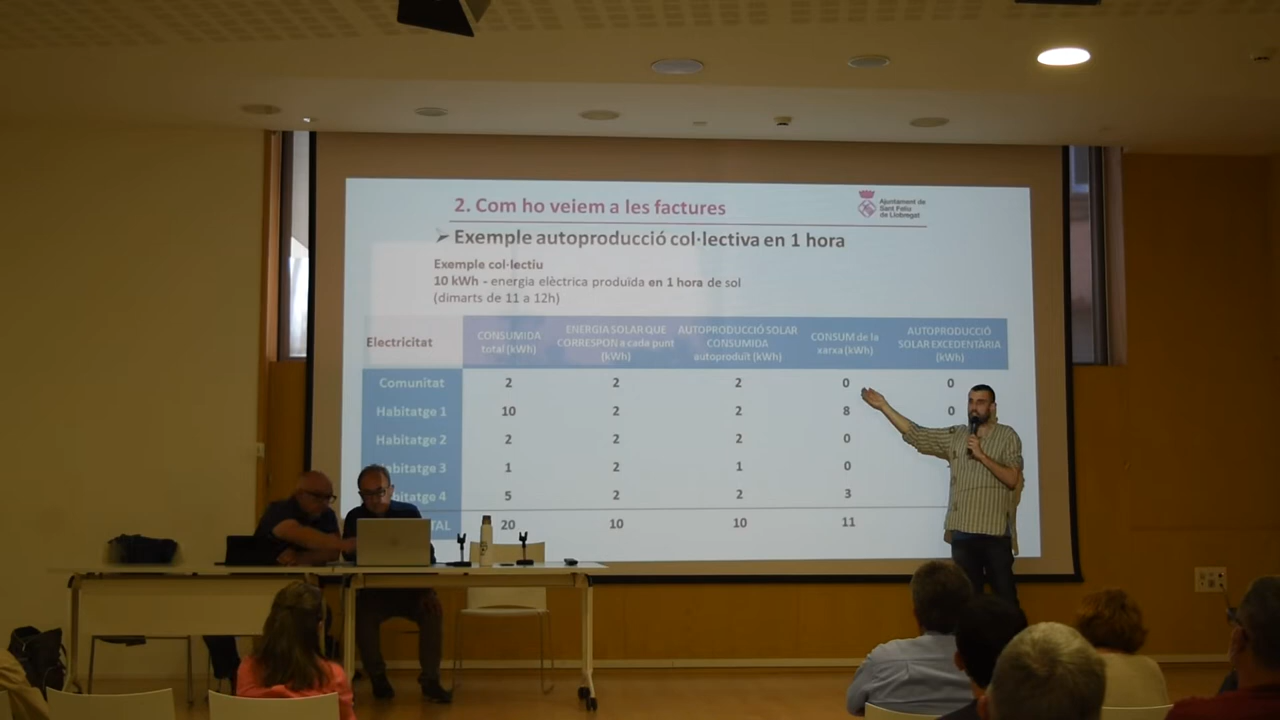 2. Com ho veiem a les factures
Ajuntament de
Sant Feliu
de Llobregat
➢ Exemple autoproducció col·lectiva en 1 hora
Exemple col·lectiu
10 kWh - energia elèctrica produïda en 1 hora de sol
(dimarts de 11 a 12h)
Electricitat
CONSUMIDA
total (kWh)
ENERGIA SOLAR QUE
CORRESPON a cada punt
(kWh)
AUTOPRODUCCIÓ SOLAR
CONSUMIDA
autoproduït (kWh)
CONSUM de la
xarxa (kWh)
AUTOPRODUCCIÓ
SOLAR EXCEDENTÀRIA
(kWh)
Comunitat 2 2 2 0 0
Habitatge 1 10 2 2 8 0
Habitatge 2 2 2 2 0
bitatge 3 1 2 1 0
bitatge 4 5 2 2 3
TAL 20 10 10 11